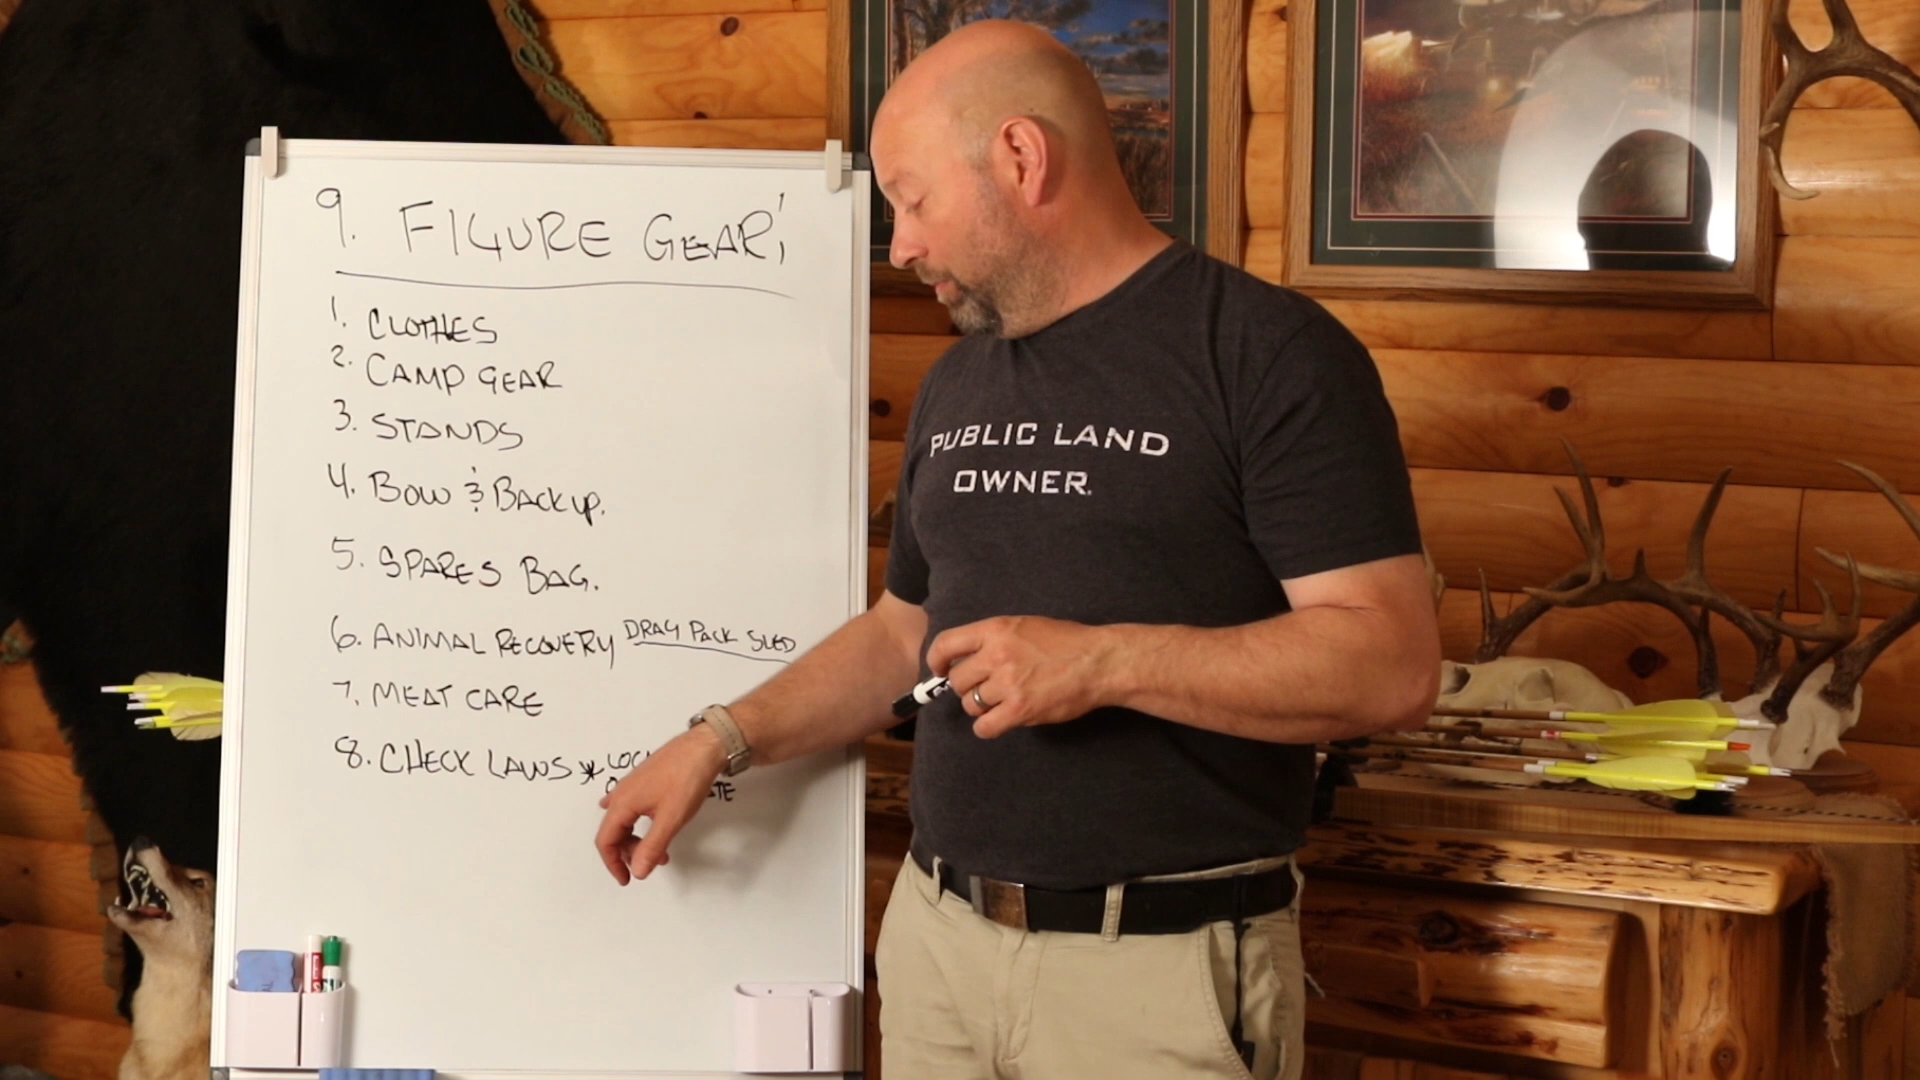 9. FIGURE GEAR!
1. CLOTHES
2. CAMP GEAR
3. STANDS
4. BOW & BACKUP.
5. SPARES BAG.
6. ANIMAL RECOVERY DRAG PACK SLED
7. MEAT CARE
8. CHECK LAWS *
PUBLIC LAND
OWNER.